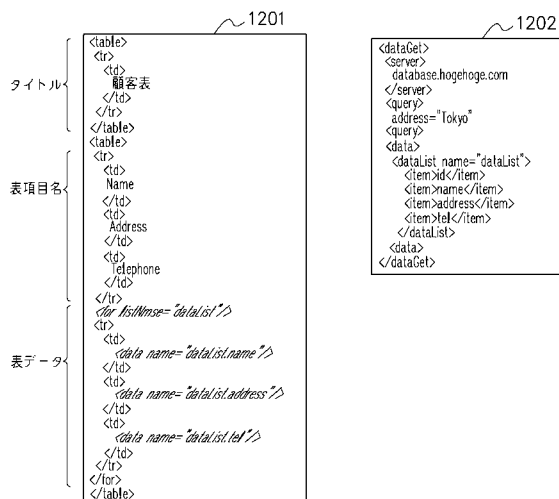 1201
<table>
<tr>
<td>
顧客表
</td>
</tr>
</table>
<table>
<tr>
<td>
Name
</td>
<td>
Address
</td>
<td>
Telephone
</td>
</tr>
<for listNmse="dataList"/>
<tr>
<td>
<data name="dataList.name"/>
</td>
<td>
<data name="dataList.address"/>
</td>
<td>
<data name="dataList.tel"/>
<td>
</tr>
</for>
</table>
タイトル
表項目名
表データ
1202
<dataGet>
<server>
database.hogehoge.com
</server>
<query>
address="Tokyo"
<query>
<data>
<dataList name="dataList">
<item>id</item>
<item>name</item>
<item>address</item>
<item>tel</item>
</dataList>
<data>
</dataGet>